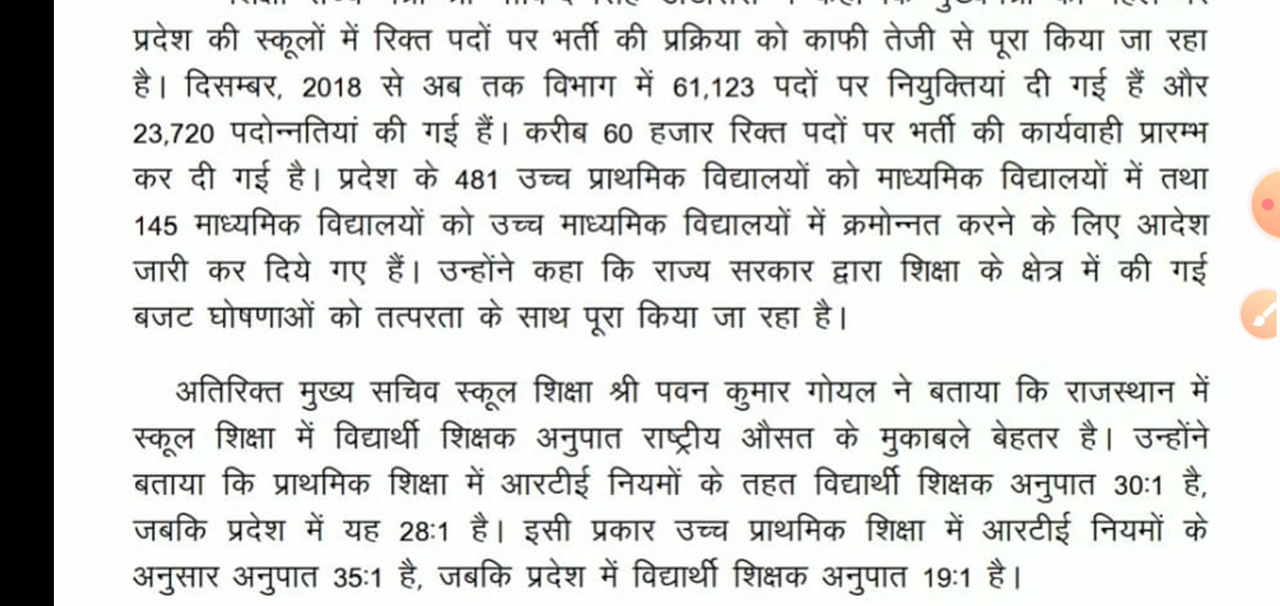 प्रदेश की स्कूलों में रिक्त पदों पर भर्ती की प्रक्रिया को काफी तेजी से पूरा किया जा रहा
है। दिसम्बर, 2018 से अब तक विभाग में 61,123 पदों पर नियुक्तियां दी गई हैं और
23,720 पदोन्नतियां की गई हैं। करीब 60 हजार रिक्त पदों पर भर्ती की कार्यवाही प्रारम्भ
कर दी गई है। प्रदेश के 481 उच्च प्राथमिक विद्यालयों को माध्यमिक विद्यालयों में तथा
145 माध्यमिक विद्यालयों को उच्च माध्यमिक विद्यालयों में क्रमोन्नत करने के लिए आदेश
जारी कर दिये गए हैं। उन्होंने कहा कि राज्य सरकार द्वारा शिक्षा के क्षेत्र में की गई
बजट घोषणाओं को तत्परता के साथ पूरा किया जा रहा है।
अतिरिक्त मुख्य सचिव स्कूल शिक्षा श्री पवन कुमार गोयल ने बताया कि राजस्थान में
स्कूल शिक्षा में विद्यार्थी शिक्षक अनुपात राष्ट्रीय औसत के मुकाबले बेहतर है। उन्होंने
बताया कि प्राथमिक शिक्षा में आरटीई नियमों के तहत विद्यार्थी शिक्षक अनुपात 30:1 है,
जबकि प्रदेश में यह 28:1 है। इसी प्रकार उच्च प्राथमिक शिक्षा में आरटीई नियमों के
अनुसार अनुपात 35:1 है, जबकि प्रदेश में विद्यार्थी शिक्षक अनुपात 19:1 है।